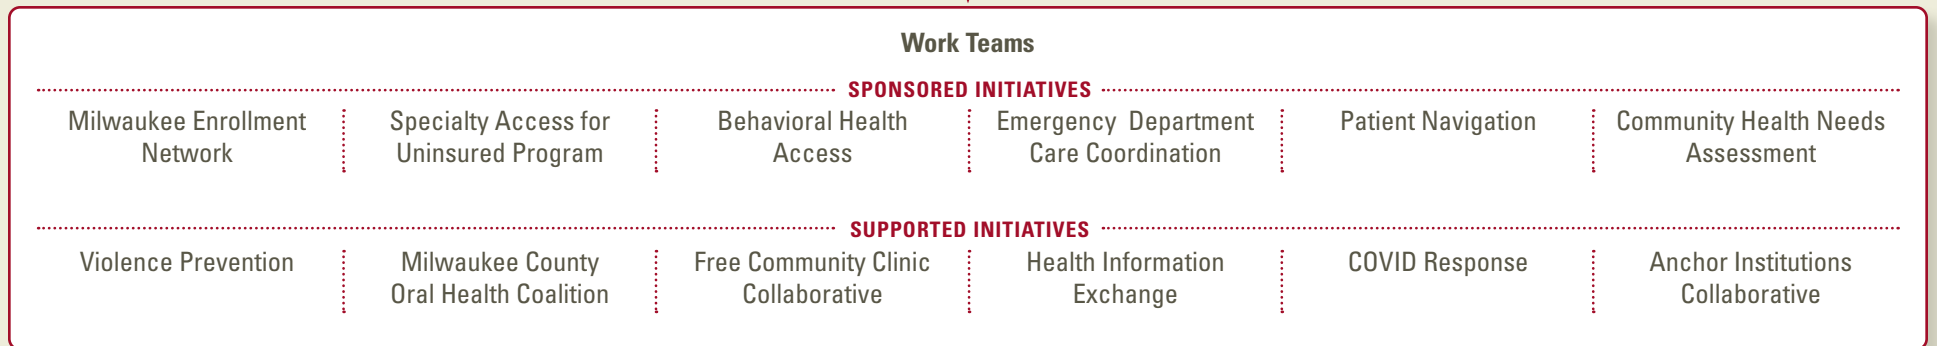 Work Teams
SPONSORED INITIATIVES
Milwaukee Enrollment
Network
Specialty Access for
Uninsured Program
Behavioral Health
Access
Emergency Department
Care Coordination
Patient Navigation
Community Health Needs
Assessment
SUPPORTED INITIATIVES
Violence Prevention
Milwaukee County
Oral Health Coalition
Free Community Clinic
Collaborative
Health Information
Exchange
COVID Response
Anchor Institutions
Collaborative